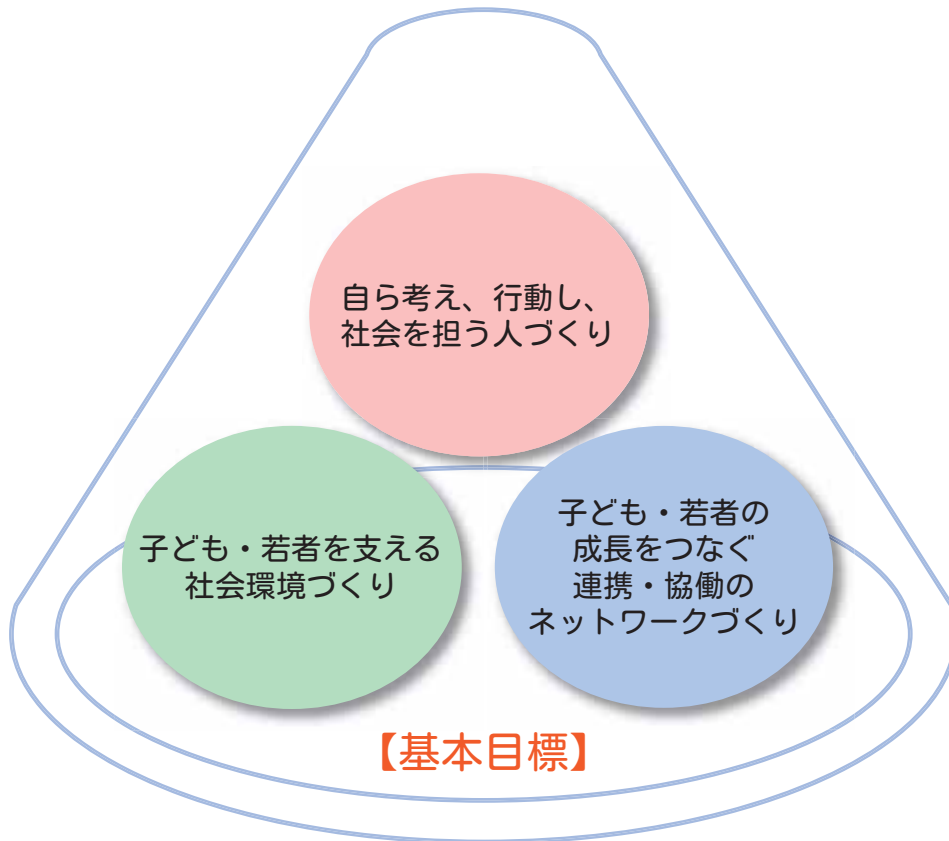 自ら考え、行動し、
社会を担う人づくり
子ども・若者を支える
社会環境づくり
子ども・若者の
成長をつなぐ
連携・協働の
ネットワークづくり
【基本目標】